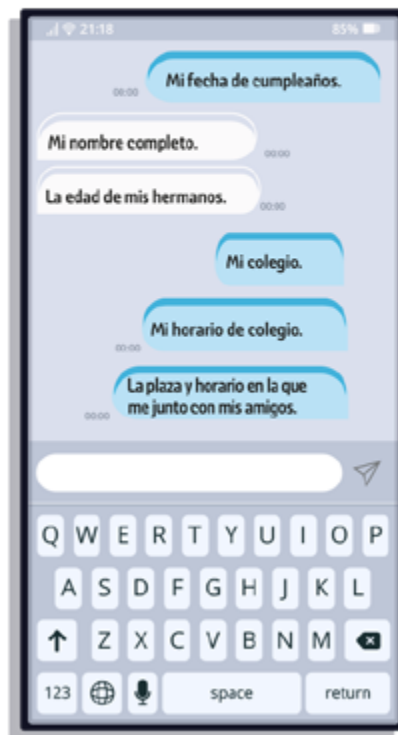 21:18 85%
Mi fecha de cumpleaños.
00:00
Mi nombre completo.
00:00
La edad de mis hermanos.
00:00
Mi colegio.
Mi horario de colegio.
00:00
La plaza y horario en la que
me junto con mis amigos.
00:00
Q W E R T Y U I O P
A S D F G H J K L
Z X C V B N M
123 space return